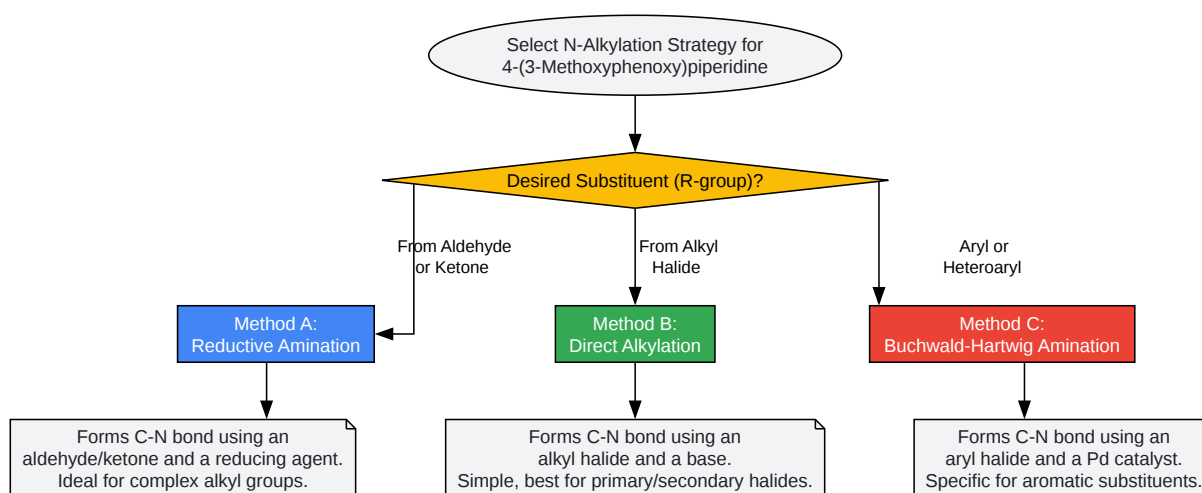 Select N-Alkylation Strategy for
4-(3-Methoxyphenoxy)piperidine
Desired Substituent (R-group)?
From Aldehyde
or Ketone
From Alkyl
Halide
Aryl or
Heteroaryl
Method A:
Reductive Amination
Method B:
Direct Alkylation
Method C:
Buchwald-Hartwig Amination
Forms C-N bond using an
aldehyde/ketone and a reducing agent.
Ideal for complex alkyl groups.
Forms C-N bond using an
alkyl halide and a base.
Simple, best for primary/secondary halides.
Forms C-N bond using an
aryl halide and a Pd catalyst.
Specific for aromatic substituents.